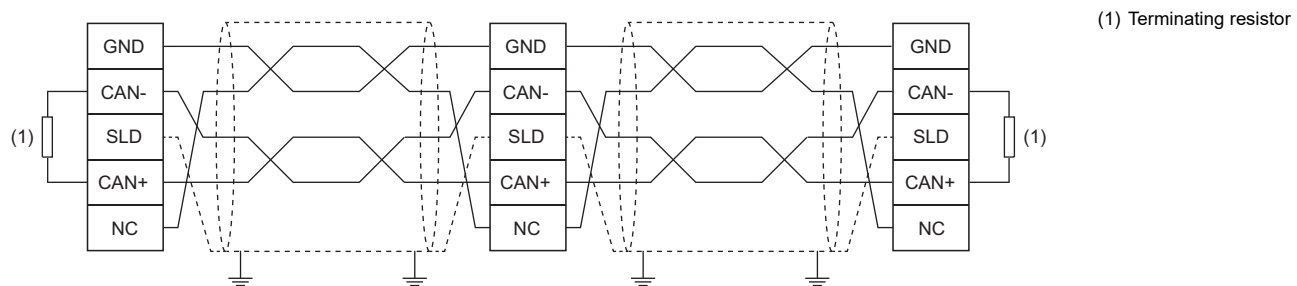 (1) Terminating resistor
GND GND GND
CAN- CAN- CAN-
(1) SLD SLD SLD (1)
CAN+ CAN+ CAN+
NC NC NC